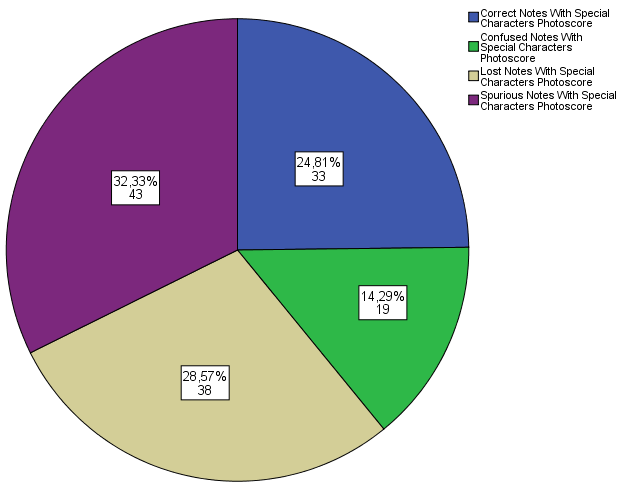 Correct Notes With Special
Characters Photoscore
Confused Notes With
Special Characters
Photoscore
Lost Notes With Special
Characters Photoscore
Spurious Notes With Special
Characters Photoscore
24,81%
33
32,33%
43
14,29%
19
28,57%
38